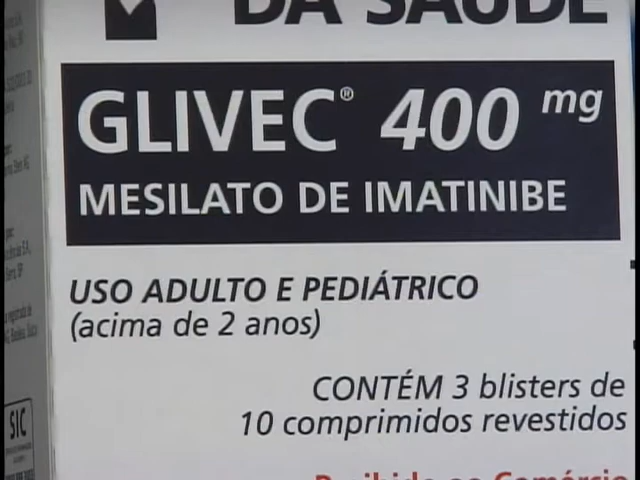 DA SAÚDE
GLIVEC® 400 mg
MESILATO DE IMATINIBE
USO ADULTO E PEDIÁTRICO
(acima de 2 anos)
CONTÉM 3 blisters de
10 comprimidos revestidos
SIC